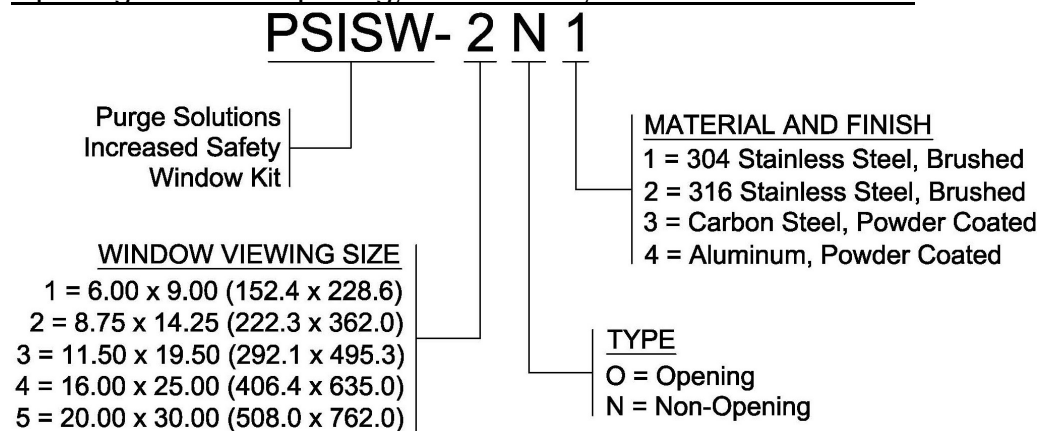 PSISW- 2 N 1
Purge Solutions
Increased Safety
Window Kit
MATERIAL AND FINISH
1 = 304 Stainless Steel, Brushed
2 = 316 Stainless Steel, Brushed
3 = Carbon Steel, Powder Coated
4 = Aluminum, Powder Coated
WINDOW VIEWING SIZE
1 = 6.00 x 9.00 (152.4 x 228.6)
2 = 8.75 x 14.25 (222.3 x 362.0)
3 = 11.50 x 19.50 (292.1 x 495.3)
4 = 16.00 x 25.00 (406.4 x 635.0)
5 = 20.00 x 30.00 (508.0 x 762.0)
TYPE
O = Opening
N = Non-Opening